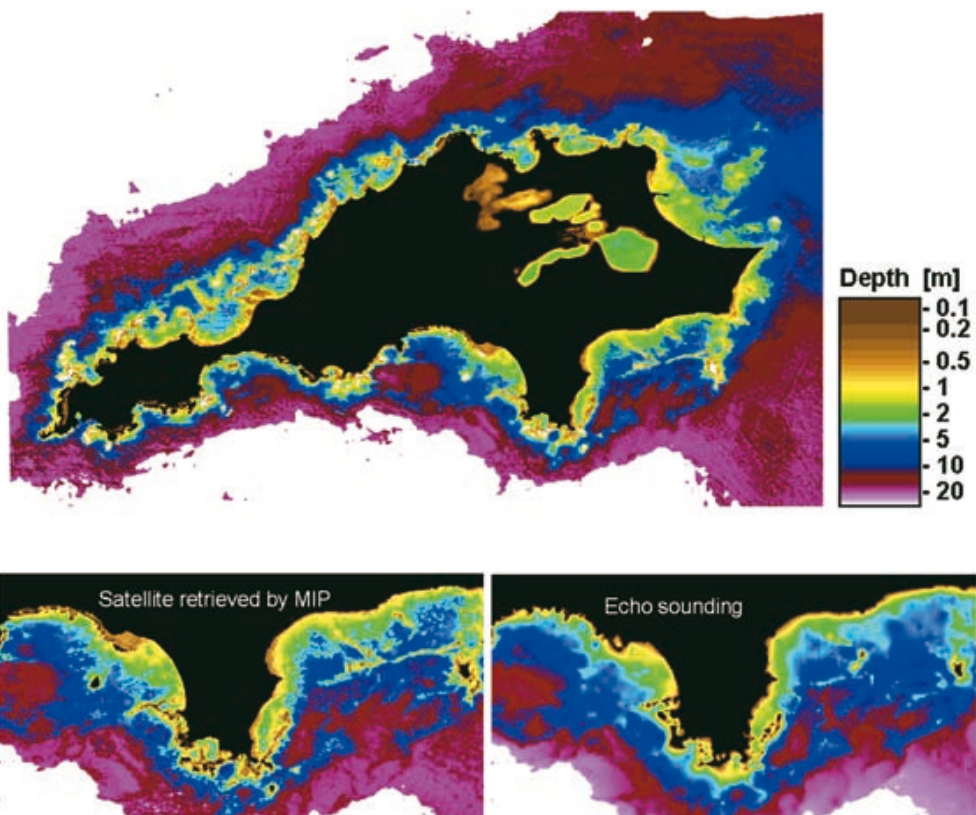 Depth [m]
- 0.1
- 0.2
- 0.5
- 1
- 2
- 5
- 10
- 20
Satellite retrieved by MIP
Echo sounding